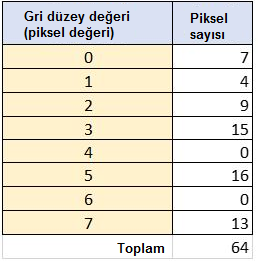 Gri düzey değeri Piksel
(piksel değeri) sayısı
0 7
1 4
2 9
3 15
4 0
5 16
6 0
7 13
Toplam 64